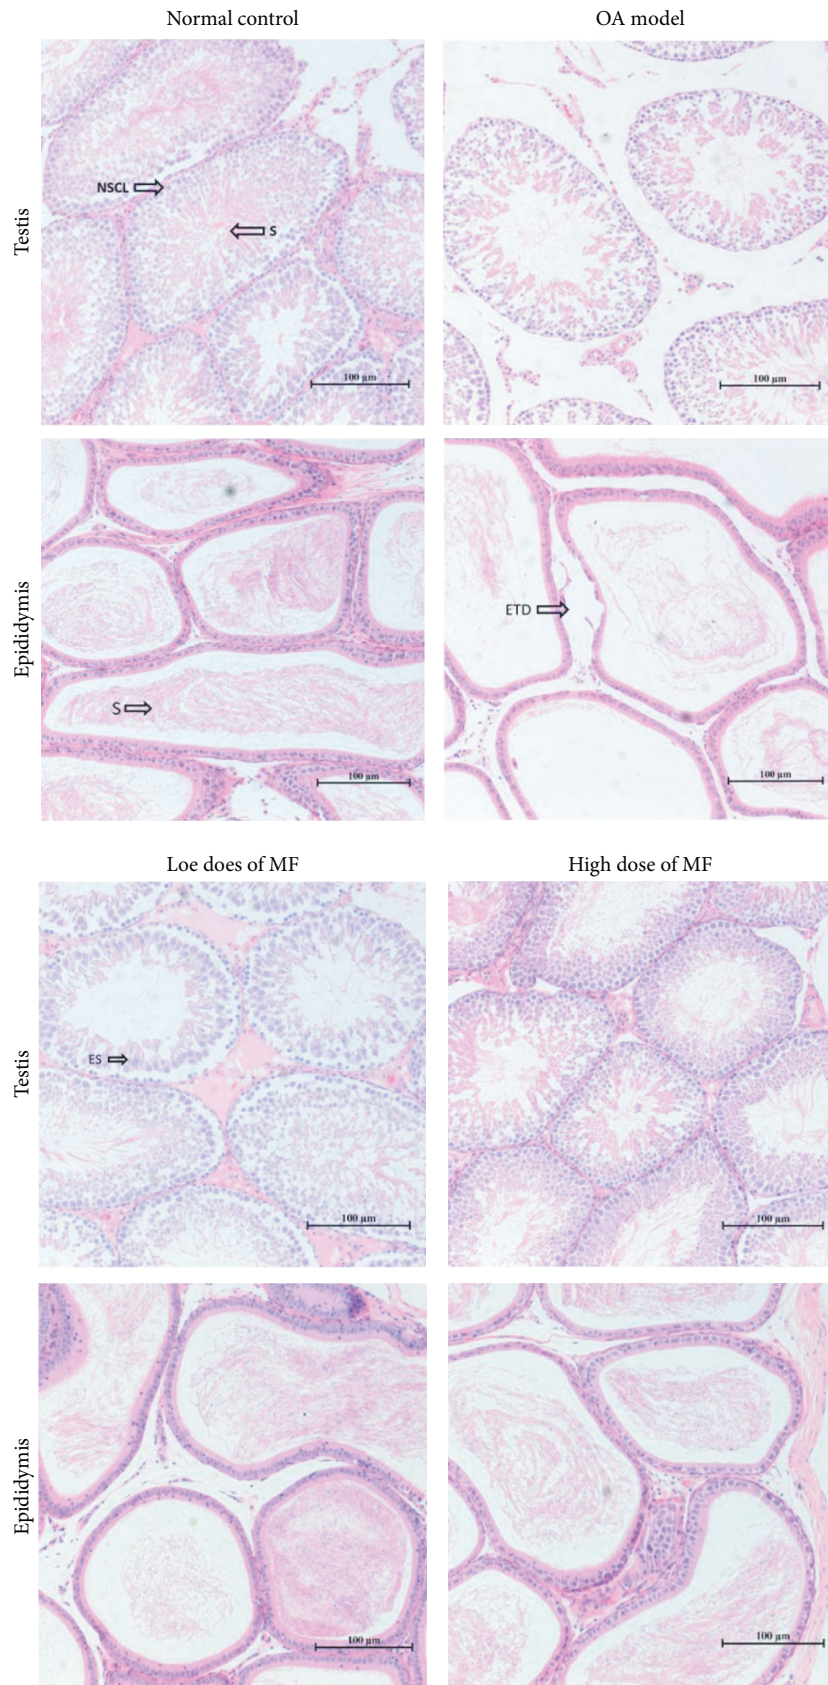 Normal control
OA model
Testis
NSCL
S
100 µm
100 µm
Epididymis
S
ETD
100 µm
100 µm
Loe does of MF
High dose of MF
Testis
ES
100 µm
100 µm
Epididymis
100 µm
100 µm